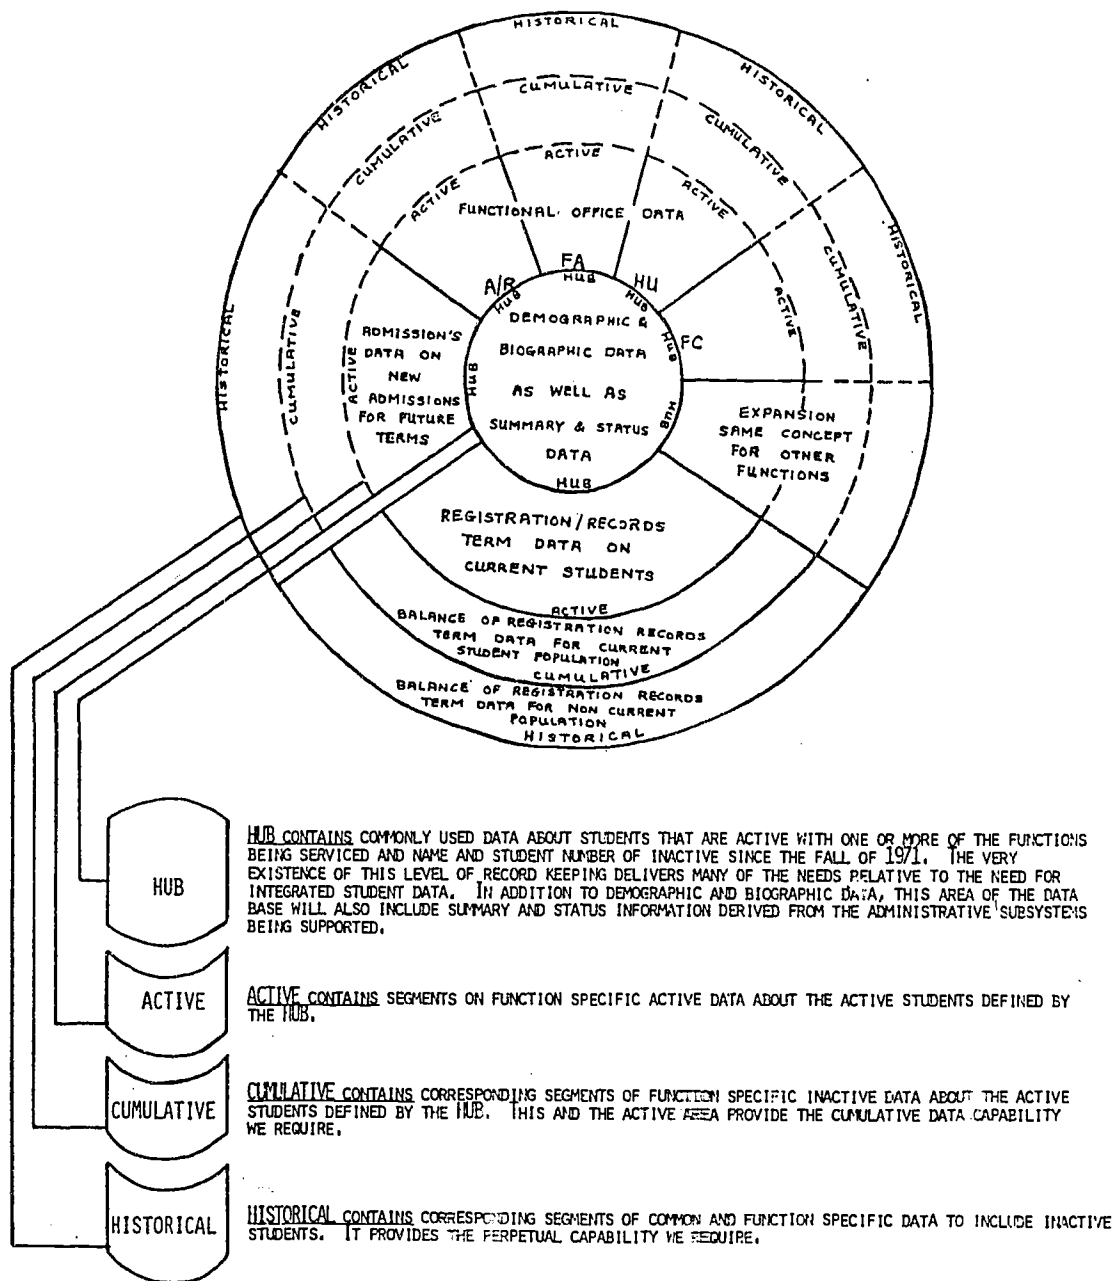 HISTORICAL
HISTORICAL
HISTORICAL
HISTORICAL
HISTORICAL
CUMULATIVE
CUMULATIVE
CUMULATIVE
CUMULATIVE
CUMULATIVE
ACTIVE
ACTIVE
ACTIVE
ACTIVE
ACTIVE
FUNCTIONAL OFFICE DATA
A/R
FA
HU
FC
HUB
HUB
HUB
HUB
HUB
HUB
HUB
DEMOGRAPHIC &
BIOGRAPHIC DATA
AS WELL AS
SUMMARY & STATUS
DATA
ADMISSION'S
DATA ON
NEW
ADMISSIONS
FOR FUTURE
TERMS
EXPANSION
SAME CONCEPT
FOR OTHER
FUNCTIONS
REGISTRATION/RECORDS
TERM DATA ON
CURRENT STUDENTS
ACTIVE
BALANCE OF REGISTRATION RECORDS
TERM DATA FOR CURRENT
STUDENT POPULATION
CUMULATIVE
BALANCE OF REGISTRATION RECORDS
TERM DATA FOR NON CURRENT
POPULATION
HISTORICAL
HUB
HUB CONTAINS COMMONLY USED DATA ABOUT STUDENTS THAT ARE ACTIVE WITH ONE OR MORE OF THE FUNCTIONS
BEING SERVICED AND NAME AND STUDENT NUMBER OF INACTIVE SINCE THE FALL OF 1971. THE VERY
EXISTENCE OF THIS LEVEL OF RECORD KEEPING DELIVERS MANY OF THE NEEDS RELATIVE TO THE NEED FOR
INTEGRATED STUDENT DATA. IN ADDITION TO DEMOGRAPHIC AND BIOGRAPHIC DATA, THIS AREA OF THE DATA
BASE WILL ALSO INCLUDE SUMMARY AND STATUS INFORMATION DERIVED FROM THE ADMINISTRATIVE SUBSYSTEMS
BEING SUPPORTED.
ACTIVE
ACTIVE CONTAINS SEGMENTS ON FUNCTION SPECIFIC ACTIVE DATA ABOUT THE ACTIVE STUDENTS DEFINED BY
THE HUB.
CUMULATIVE
CUMULATIVE CONTAINS CORRESPONDING SEGMENTS OF FUNCTION SPECIFIC INACTIVE DATA ABOUT THE ACTIVE
STUDENTS DEFINED BY THE HUB. THIS AND THE ACTIVE AREA PROVIDE THE CUMULATIVE DATA CAPABILITY
WE REQUIRE.
HISTORICAL
HISTORICAL CONTAINS CORRESPONDING SEGMENTS OF COMMON AND FUNCTION SPECIFIC DATA TO INCLUDE INACTIVE
STUDENTS. IT PROVIDES THE PERPETUAL CAPABILITY WE REQUIRE.